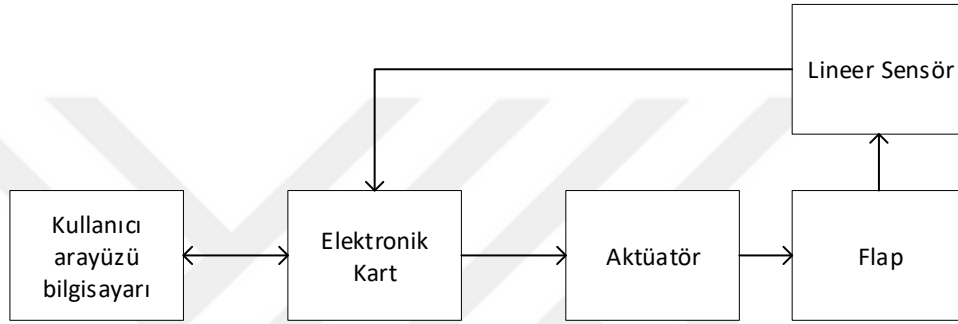 Lineer Sensör
Kullanıcı
arayüzü
bilgisayarı
Elektronik
Kart
Aktüatör
Flap